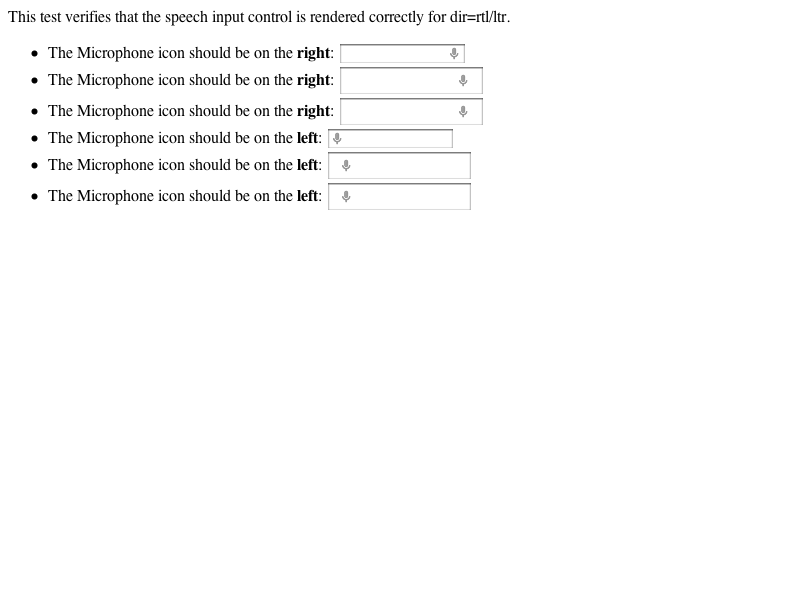 This test verifies that the speech input control is rendered correctly for dir=rtl/ltr.
• The Microphone icon should be on the right:
• The Microphone icon should be on the right:
• The Microphone icon should be on the right:
• The Microphone icon should be on the left:
• The Microphone icon should be on the left:
• The Microphone icon should be on the left: